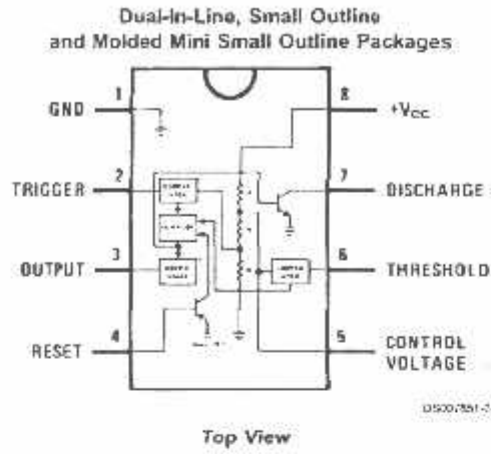 Dual-In-Line, Small Outline
and Molded Mini Small Outline Packages
1
GND
8
+Vcc
2
TRIGGER
7
DISCHARGE
3
OUTPUT
6
THRESHOLD
4
RESET
5
CONTROL
VOLTAGE
Top View